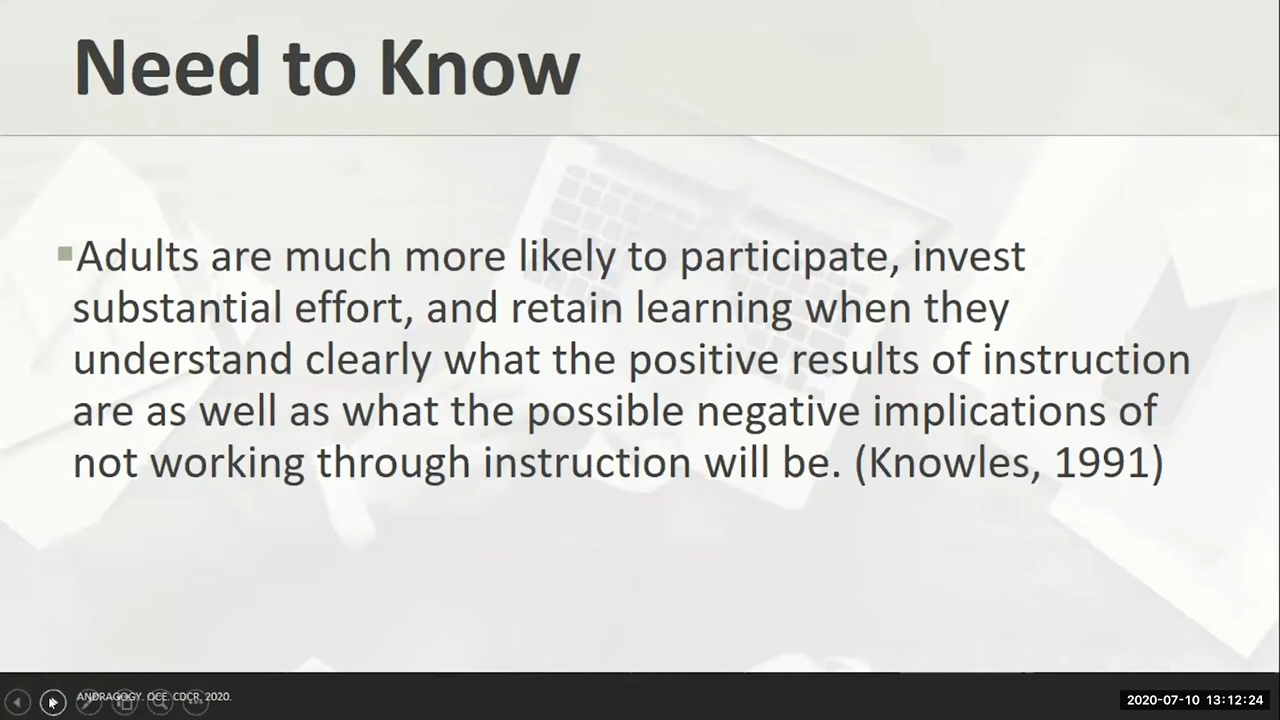 Need to Know
Adults are much more likely to participate, invest
substantial effort, and retain learning when they
understand clearly what the positive results of instruction
are as well as what the possible negative implications of
not working through instruction will be. (Knowles, 1991)
ANDRAGOGY. OCE. CDCR. 2020.
2020-07-10 13:12:24